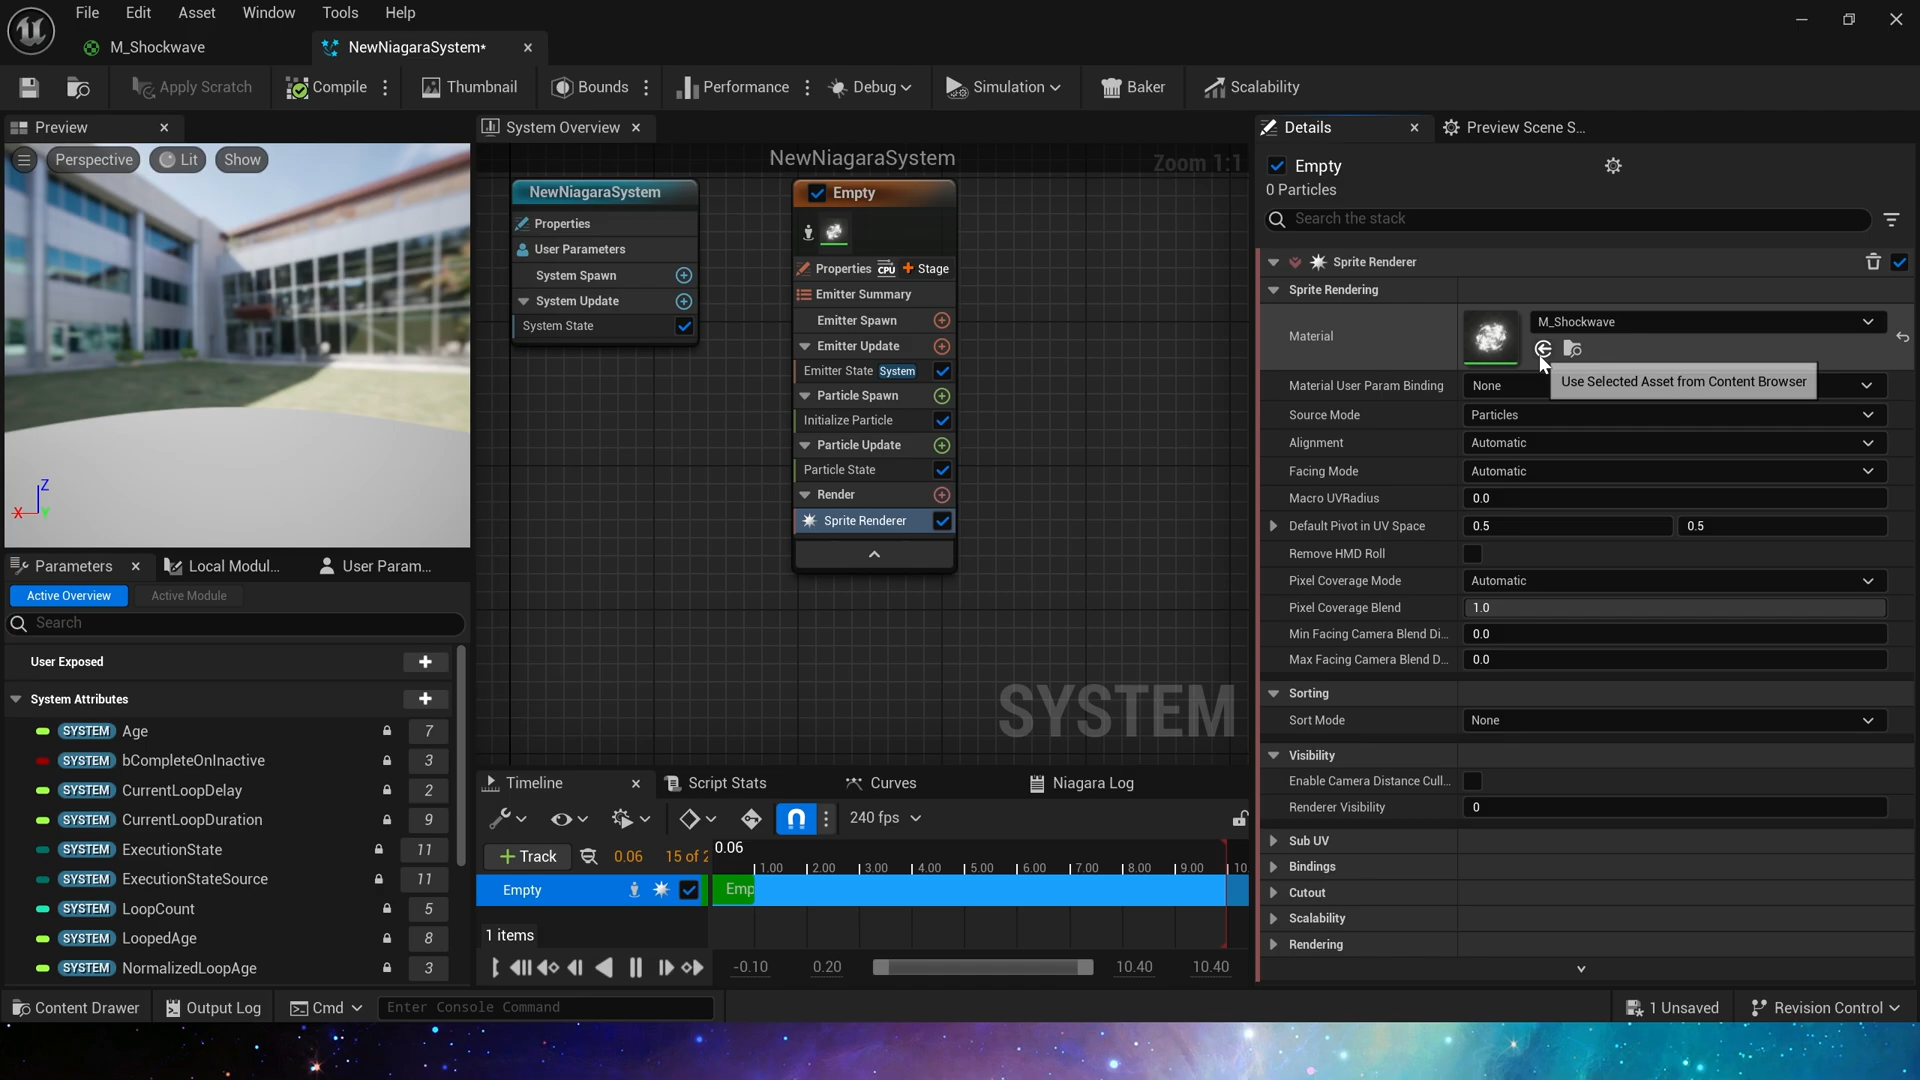 File Edit Asset Window Tools Help
M_Shockwave NewNiagaraSystem*
Apply Scratch Compile Thumbnail Bounds Performance Debug Simulation Baker Scalability
Preview
Perspective Lit Show
X Z Y
System Overview
NewNiagaraSystem
Zoom 1:1
NewNiagaraSystem
Properties
User Parameters
System Spawn
System Update
System State
Empty
Properties CPU Stage
Emitter Summary
Emitter Spawn
Emitter Update
Emitter State System
Particle Spawn
Initialize Particle
Particle Update
Particle State
Render
Sprite Renderer
SYSTEM
Parameters Local Modul... User Param...
Active Overview Active Module
Search
User Exposed
System Attributes
SYSTEM Age 7
SYSTEM bCompleteOnInactive 3
SYSTEM CurrentLoopDelay 2
SYSTEM CurrentLoopDuration 9
SYSTEM ExecutionState 11
SYSTEM ExecutionStateSource 11
SYSTEM LoopCount 5
SYSTEM LoopedAge 8
SYSTEM NormalizedLoopAge 3
Timeline Script Stats Curves Niagara Log
240 fps
Track 0.06 15 of 2
0.06
1.00 2.00 3.00 4.00 5.00 6.00 7.00 8.00 9.00 10.
Empty Emp
1 items
-0.10 0.20 10.40 10.40
Details Preview Scene S...
Empty
0 Particles
Search the stack
Sprite Renderer
Sprite Rendering
Material M_Shockwave
Use Selected Asset from Content Browser
Material User Param Binding None
Source Mode Particles
Alignment Automatic
Facing Mode Automatic
Macro UVRadius 0.0
Default Pivot in UV Space 0.5 0.5
Remove HMD Roll
Pixel Coverage Mode Automatic
Pixel Coverage Blend 1.0
Min Facing Camera Blend Di... 0.0
Max Facing Camera Blend D... 0.0
Sorting
Sort Mode None
Visibility
Enable Camera Distance Cull...
Renderer Visibility 0
Sub UV
Bindings
Cutout
Scalability
Rendering
Content Drawer Output Log Cmd Enter Console Command 1 Unsaved Revision Control